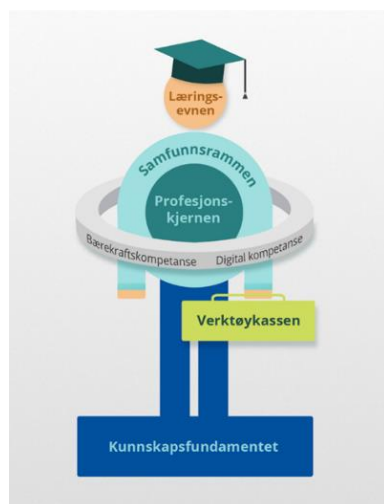 Lærings-
evnen
Samfunnsrammen
Profesjons-
kjernen
Bærekraftskompetanse Digital kompetanse
Verktøykassen
Kunnskapsfundamentet